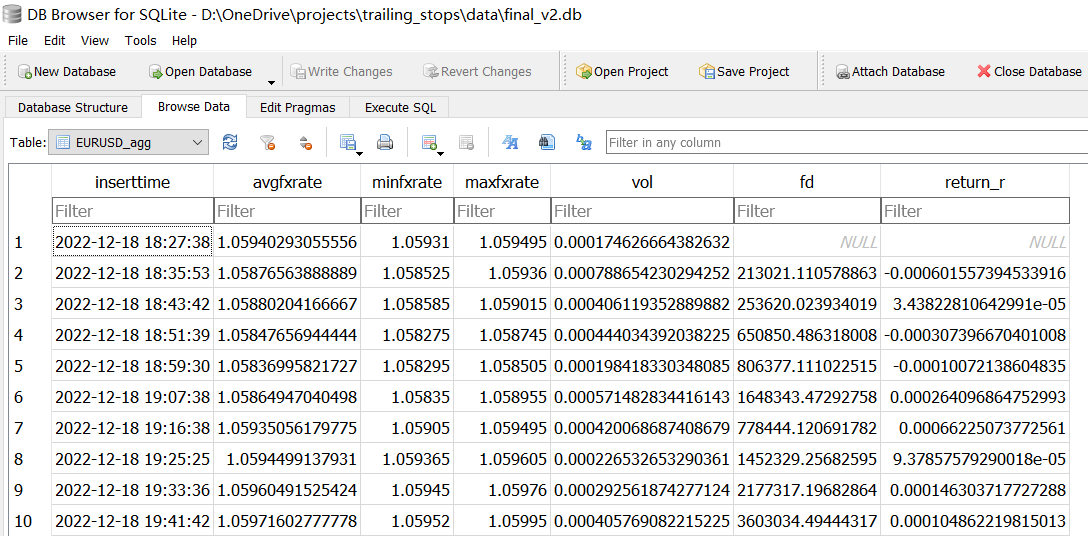 DB Browser for SQLite - D:\OneDrive\projects\trailing_stops\data\final_v2.db
File Edit View Tools Help
New Database Open Database Write Changes Revert Changes Open Project Save Project Attach Database Close Database
Database Structure Browse Data Edit Pragmas Execute SQL
Table: EURUSD_agg Filter in any column
inserttime avgfxrate minfxrate maxfxrate vol fd return_r
Filter Filter Filter Filter Filter Filter Filter
1 2022-12-18 18:27:38 1.05940293055556 1.05931 1.059495 0.000174626664382632 NULL NULL
2 2022-12-18 18:35:53 1.05876563888889 1.058525 1.05936 0.000788654230294252 213021.110578863 -0.000601557394533916
3 2022-12-18 18:43:42 1.05880204166667 1.058585 1.059015 0.000406119352889882 253620.023934019 3.43822810642991e-05
4 2022-12-18 18:51:39 1.05847656944444 1.058275 1.058745 0.000444034392038225 650850.486318008 -0.000307396670401008
5 2022-12-18 18:59:30 1.05836995821727 1.058295 1.058505 0.000198418330348085 806377.111022515 -0.00010072138604835
6 2022-12-18 19:07:38 1.05864947040498 1.05835 1.058955 0.000571482834416143 1648343.47292758 0.000264096864752993
7 2022-12-18 19:16:38 1.05935056179775 1.05905 1.059495 0.000420068687408679 778444.120691782 0.00066225073772561
8 2022-12-18 19:25:25 1.0594499137931 1.059365 1.059605 0.000226532653290361 1452329.25682595 9.37857579290018e-05
9 2022-12-18 19:33:36 1.05960491525424 1.05945 1.05976 0.000292561874277124 2177317.19682864 0.000146303717727288
10 2022-12-18 19:41:42 1.05971602777778 1.05952 1.05995 0.000405769082215225 3603034.49444317 0.000104862219815013